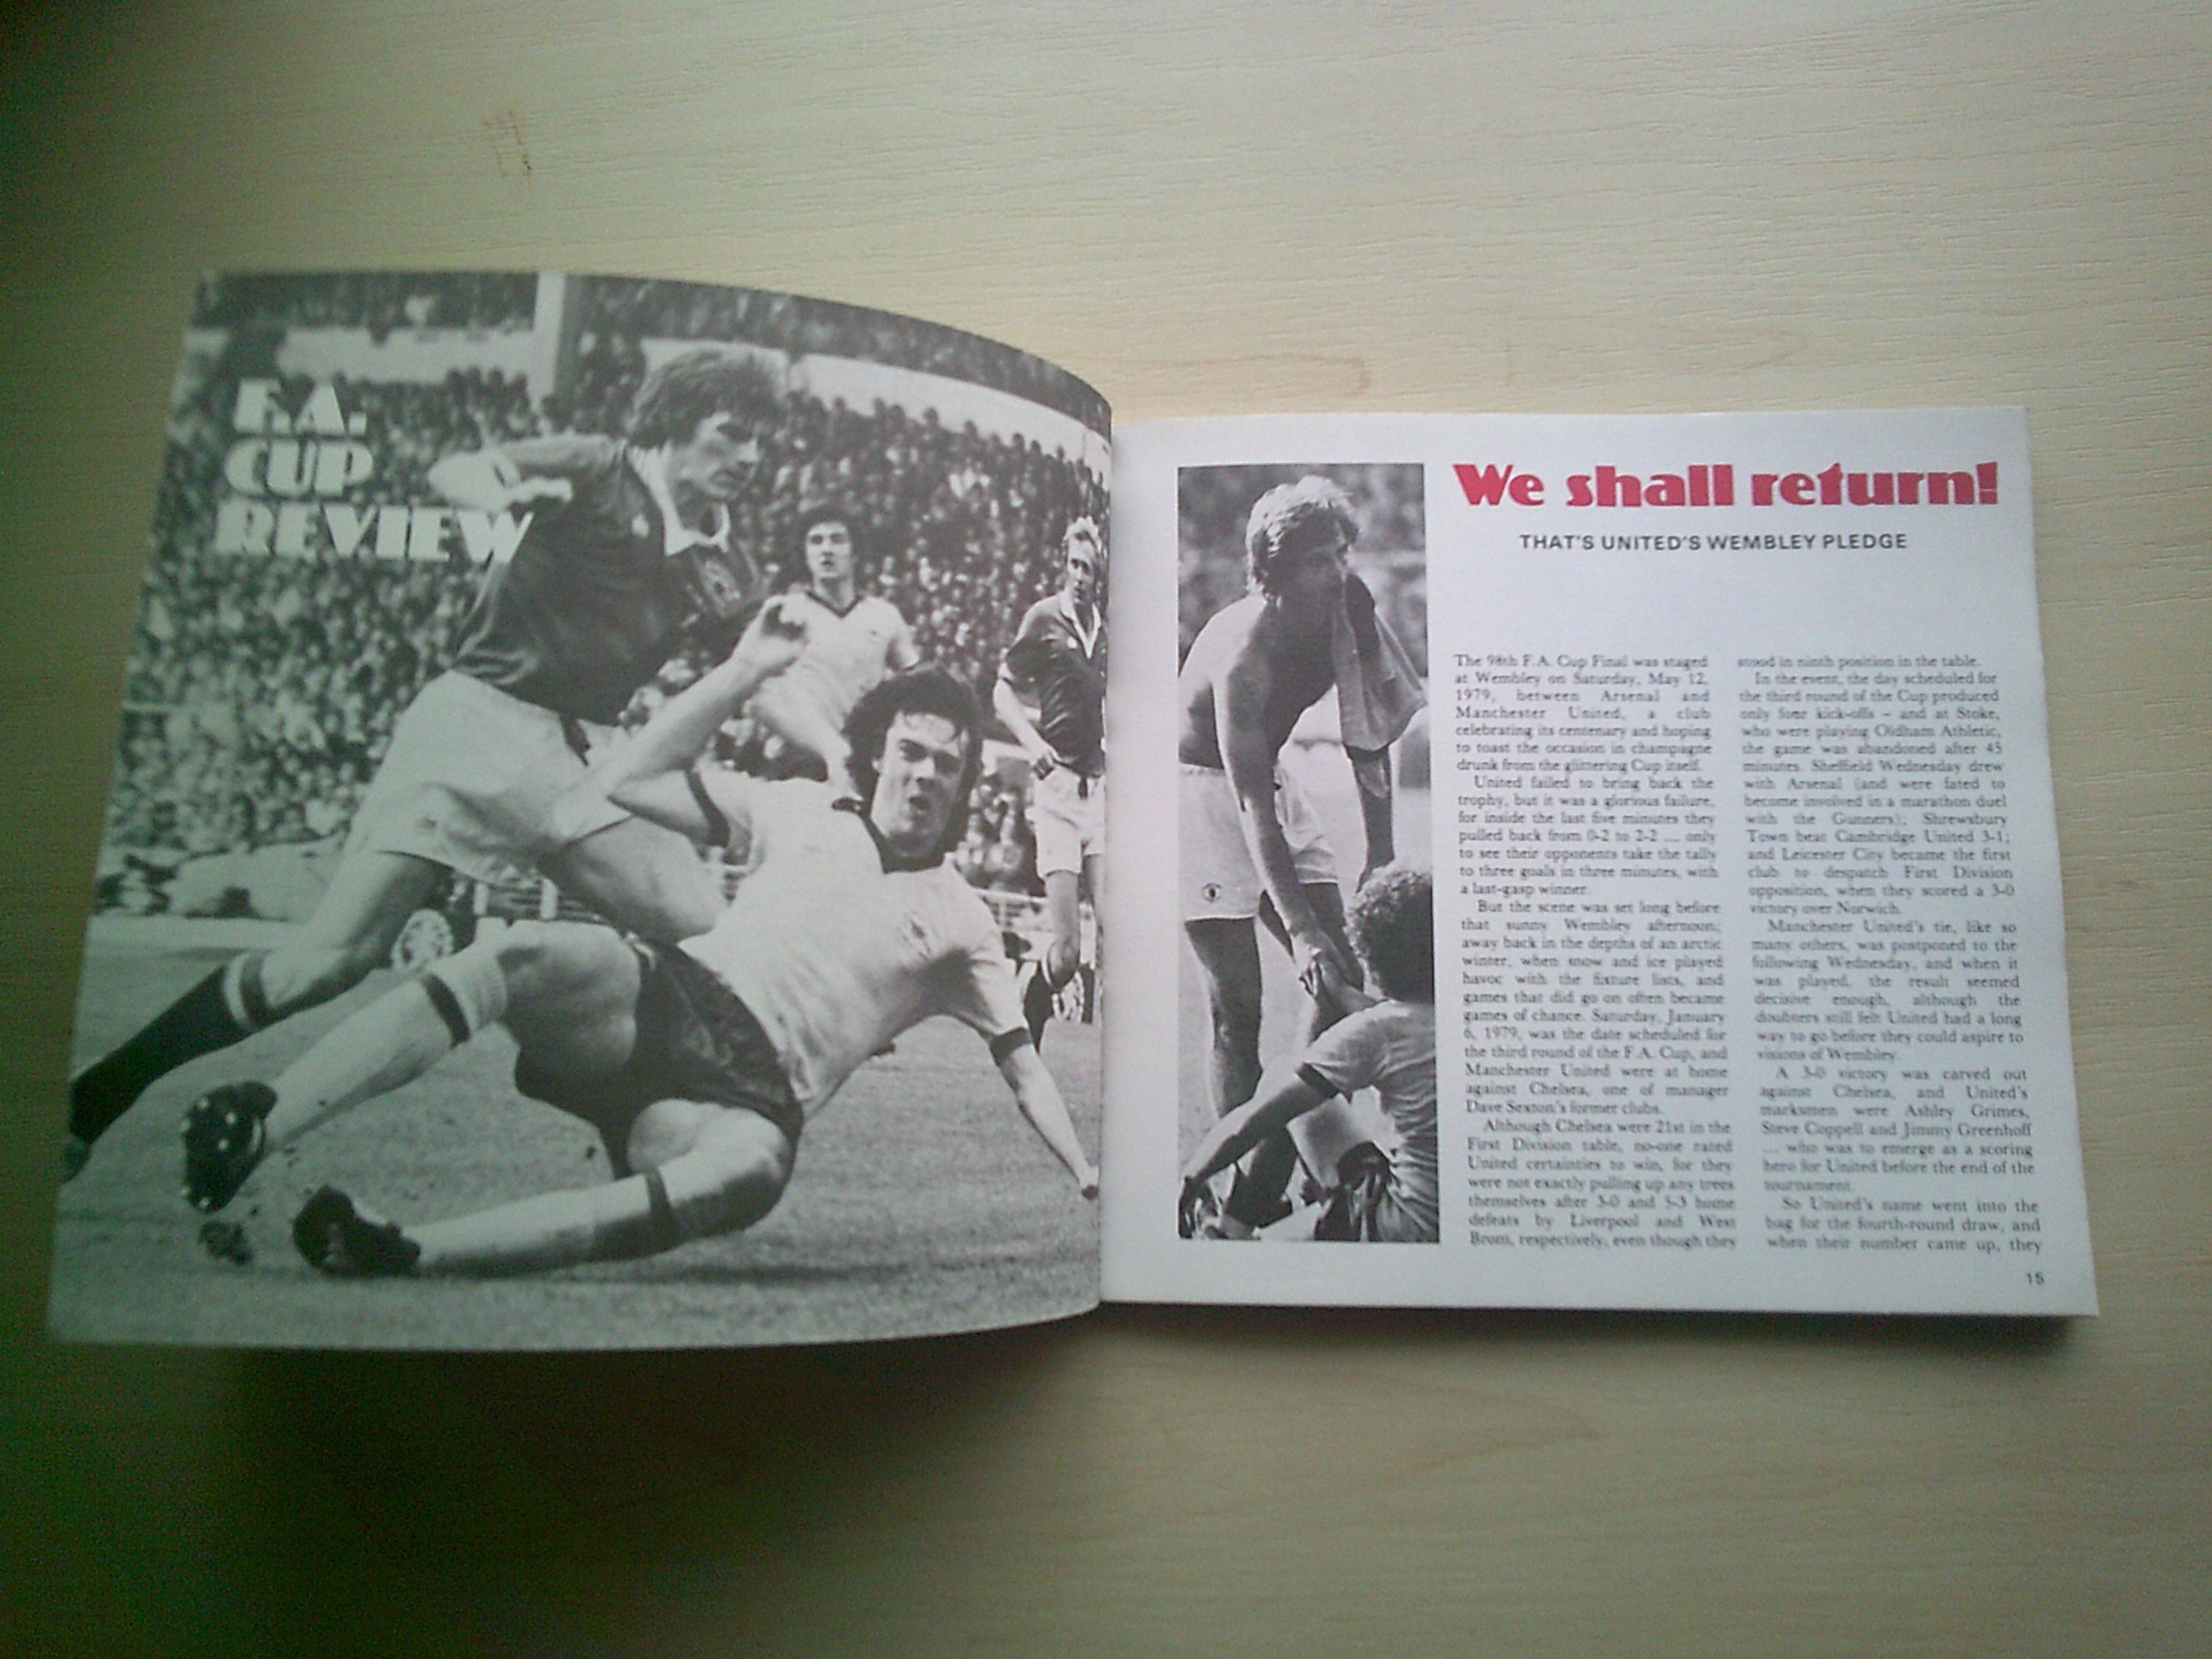 F.A.
CUP
REVIEW
We shall return!
THAT'S UNITED'S WEMBLEY PLEDGE
The 98th F.A. Cup Final was staged
at Wembley on Saturday, May 12,
1979, between Arsenal and
Manchester United, a club
celebrating its centenary and hoping
to toast the occasion in champagne
drunk from the glittering Cup itself.
United failed to bring back the
trophy, but it was a glorious failure,
for inside the last five minutes they
pulled back from 0-2 to 2-2 ... only
to see their opponents take the tally
to three goals in three minutes, with
a last-gasp winner.
But the scene was set long before
that sunny Wembley afternoon;
away back in the depths of an arctic
winter, when snow and ice played
havoc with the fixture lists, and
games that did go on often became
games of chance. Saturday, January
6, 1979, was the date scheduled for
the third round of the F.A. Cup, and
Manchester United were at home
against Chelsea, one of manager
Dave Sexton's former clubs.
Although Chelsea were 21st in the
First Division table, no-one rated
United certainties to win, for they
were not exactly pulling up any trees
themselves after 3-0 and 5-3 home
defeats by Liverpool and West
Brom, respectively, even though they
stood in ninth position in the table.
In the event, the day scheduled for
the third round of the Cup produced
only four kick-offs – and at Stoke,
who were playing Oldham Athletic,
the game was abandoned after 45
minutes. Sheffield Wednesday drew
with Arsenal (and were fated to
become involved in a marathon duel
with the Gunners); Shrewsbury
Town beat Cambridge United 3-1;
and Leicester City became the first
club to despatch First Division
opposition, when they scored a 3-0
victory over Norwich.
Manchester United's tie, like so
many others, was postponed to the
following Wednesday, and when it
was played, the result seemed
decisive enough, although the
doubters still felt United had a long
way to go before they could aspire to
visions of Wembley.
A 3-0 victory was carved out
against Chelsea, and United's
marksmen were Ashley Grimes,
Steve Coppell and Jimmy Greenhoff
... who was to emerge as a scoring
hero for United before the end of the
tournament.
So United's name went into the
bag for the fourth-round draw, and
when their number came up, they
15